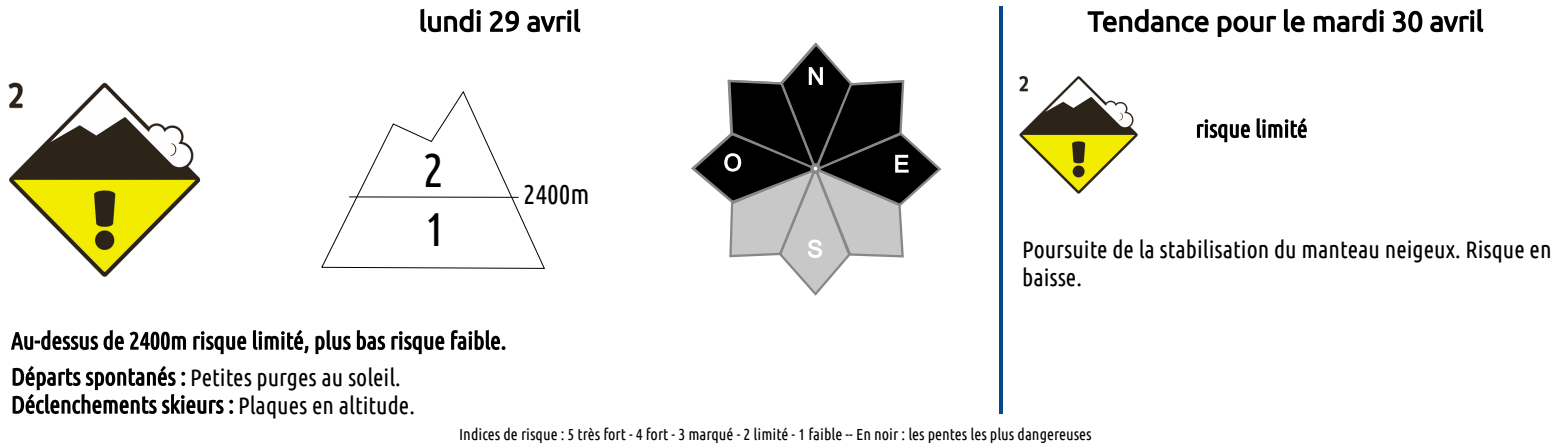 lundi 29 avril
2
2
2400m
1
N
O
E
S
Au-dessus de 2400m risque limité, plus bas risque faible.
Départs spontanés : Petites purges au soleil.
Déclenchements skieurs : Plaques en altitude.
Tendance pour le mardi 30 avril
2
risque limité
Poursuite de la stabilisation du manteau neigeux. Risque en
baisse.
Indices de risque : 5 très fort - 4 fort - 3 marqué - 2 limité - 1 faible -- En noir : les pentes les plus dangereuses